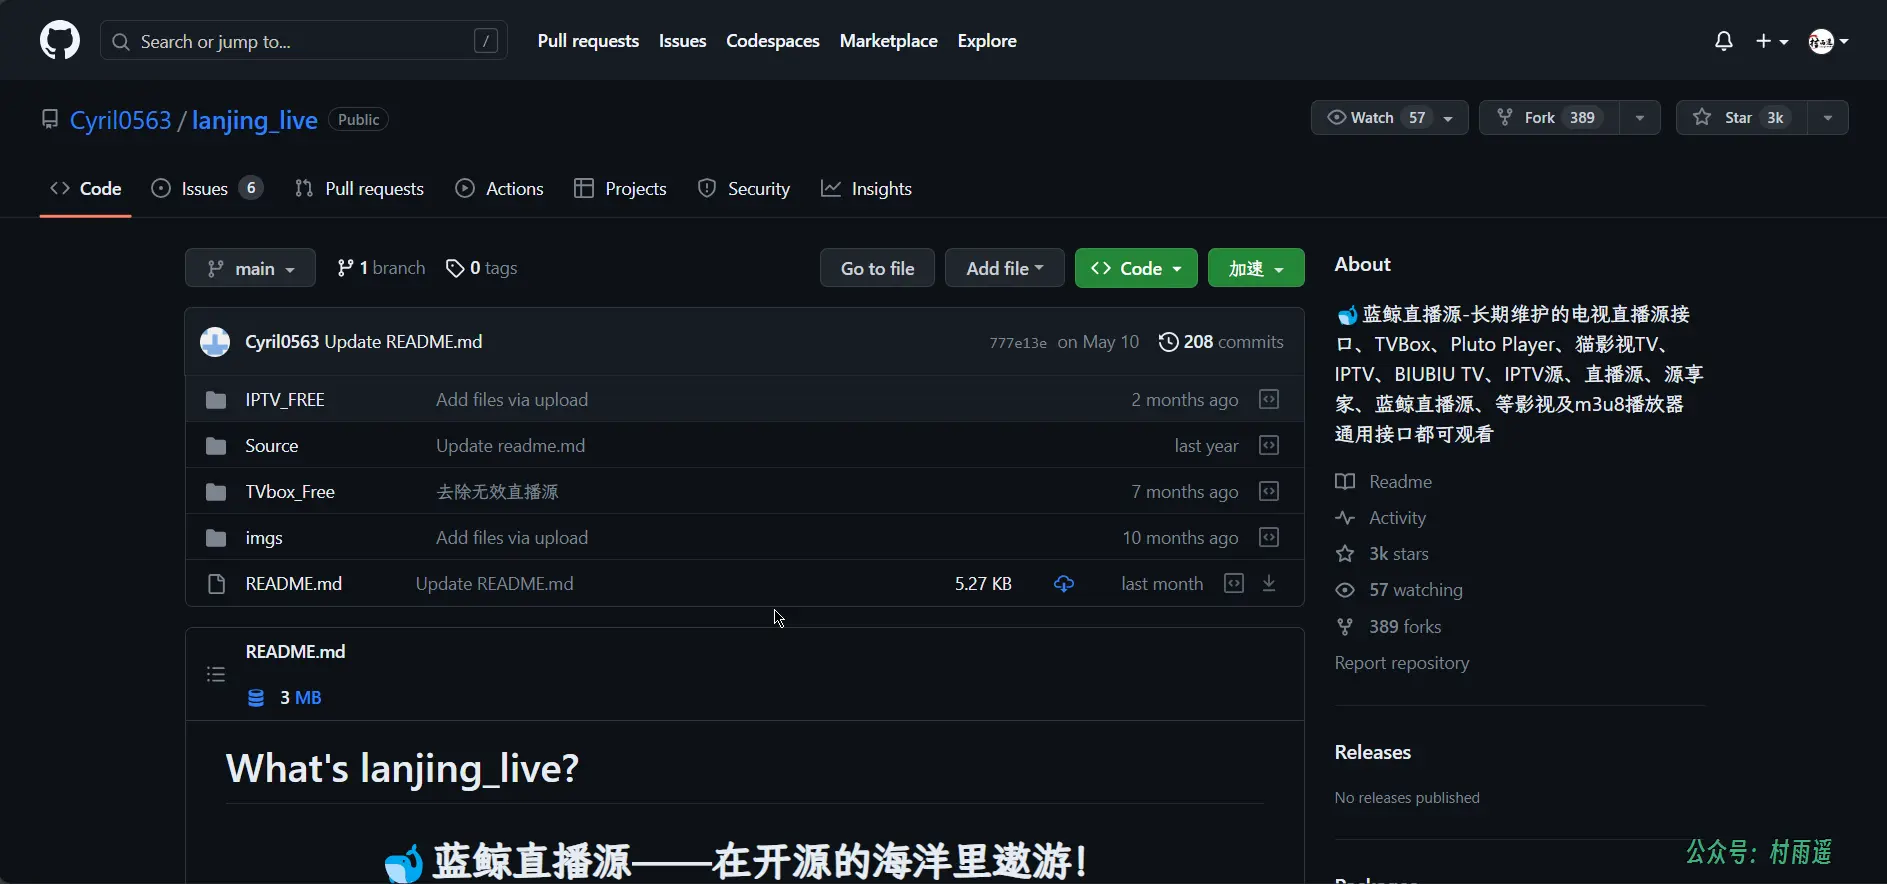 Search or jump to...
/
Pull requests
Issues
Codespaces
Marketplace
Explore
Cyril0563 / lanjing_live
Public
Watch 57
Fork 389
Star 3k
Code
Issues 6
Pull requests
Actions
Projects
Security
Insights
main
1 branch
0 tags
Go to file
Add file
Code
加速
Cyril0563 Update README.md
777e13e on May 10
208 commits
IPTV_FREE
Add files via upload
2 months ago
Source
Update readme.md
last year
TVbox_Free
去除无效直播源
7 months ago
imgs
Add files via upload
10 months ago
README.md
Update README.md
5.27 KB
last month
README.md
3 MB
What's lanjing_live?
蓝鲸直播源——在开源的海洋里遨游!
About
蓝鲸直播源-长期维护的电视直播源接
口、TVBox、Pluto Player、猫影视TV、
IPTV、BIUBIU TV、IPTV源、直播源、源享
家、蓝鲸直播源、等影视及m3u8播放器
通用接口都可观看
Readme
Activity
3k stars
57 watching
389 forks
Report repository
Releases
No releases published
公众号：村雨遥